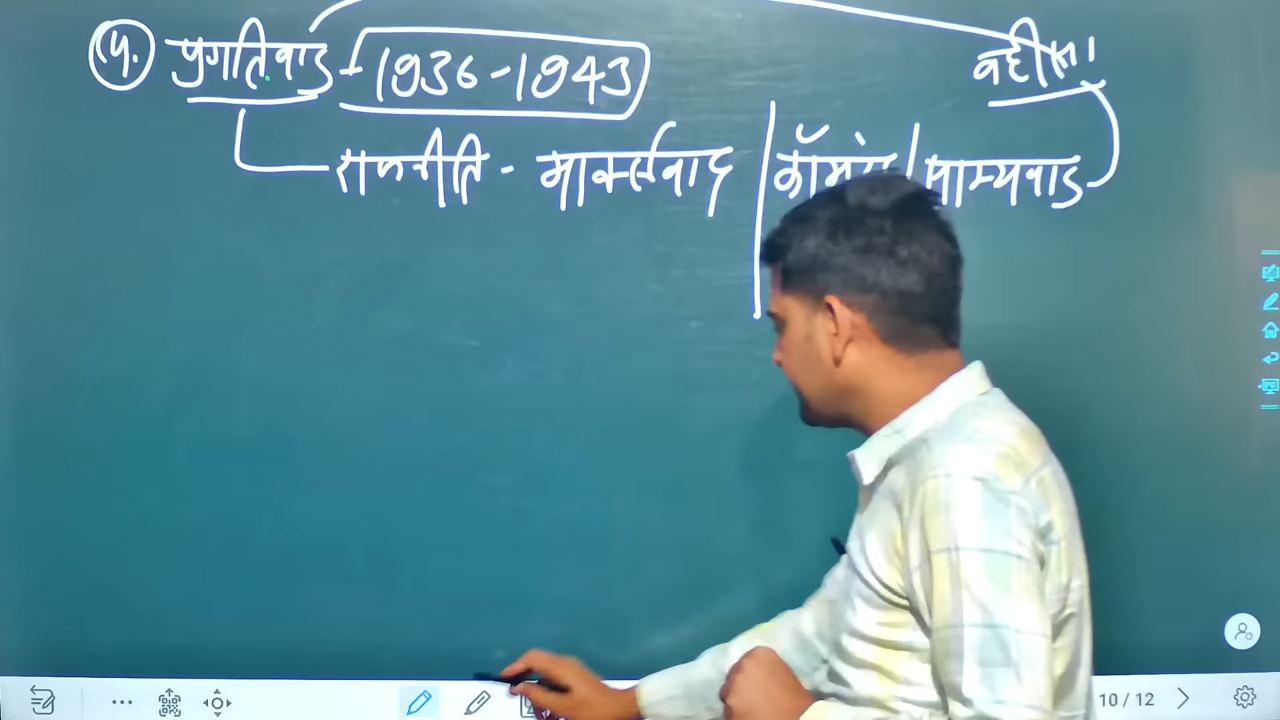 ५. प्रगतिवाद - 1936-1943
राजनीति - मार्क्सवाद / / साम्यवाद
10 / 12